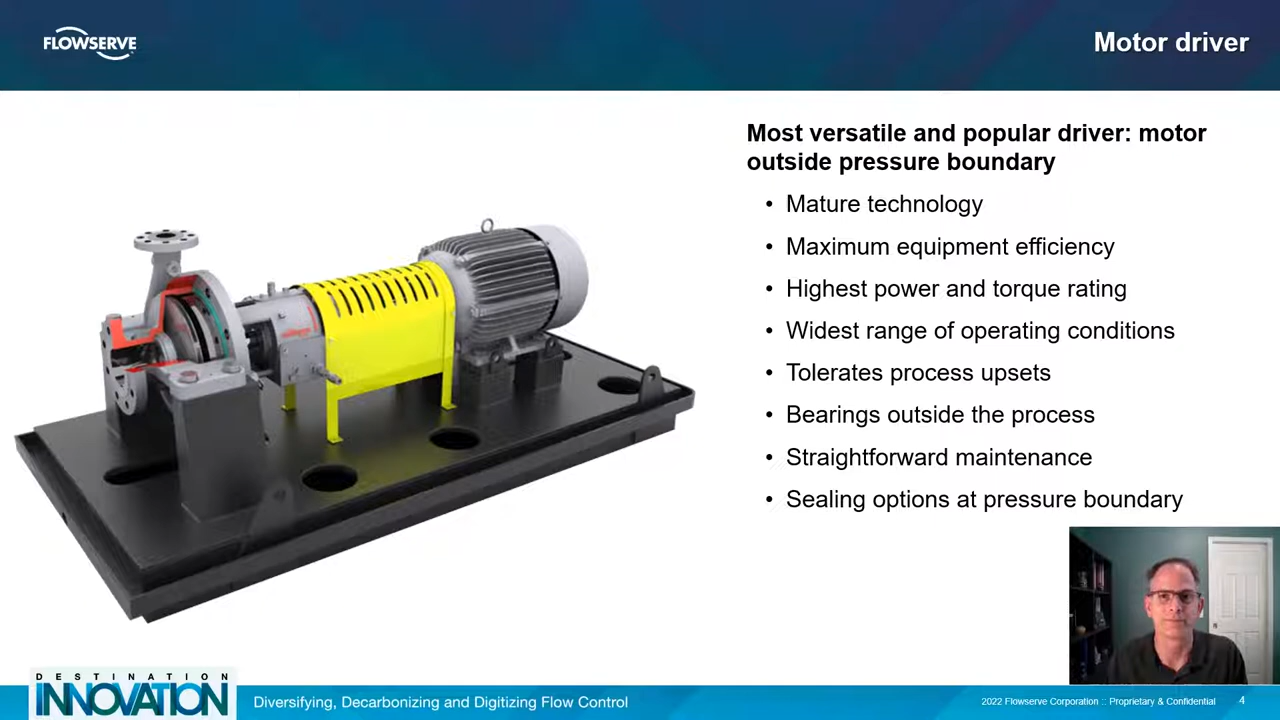 FLOWSERVE
Motor driver
Most versatile and popular driver: motor
outside pressure boundary
• Mature technology
• Maximum equipment efficiency
• Highest power and torque rating
• Widest range of operating conditions
• Tolerates process upsets
• Bearings outside the process
• Straightforward maintenance
• Sealing options at pressure boundary
DESTINATION
INNOVATION
Diversifying, Decarbonizing and Digitizing Flow Control
2022 Flowserve Corporation :: Proprietary & Confidential
4